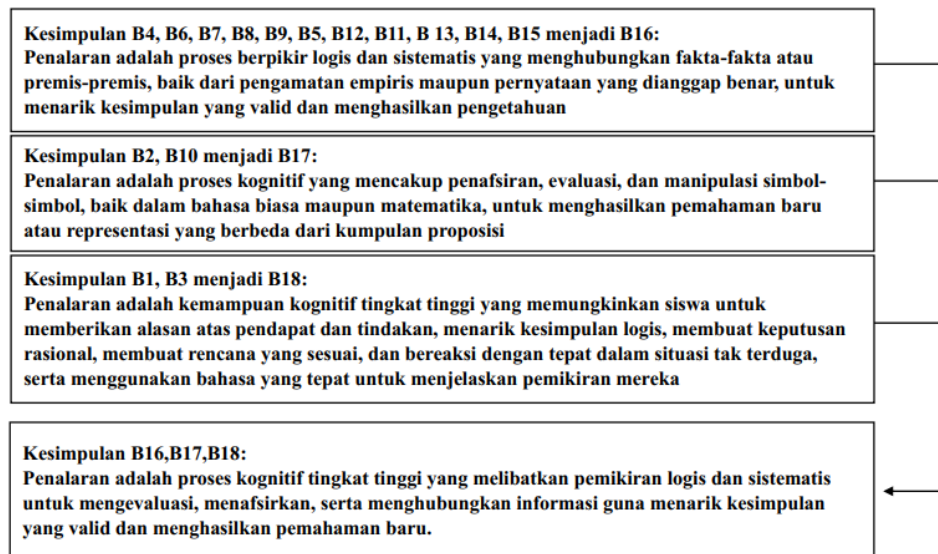 Kesimpulan B4, B6, B7, B8, B9, B5, B12, B11, B 13, B14, B15 menjadi B16:
Penalaran adalah proses berpikir logis dan sistematis yang menghubungkan fakta-fakta atau
premis-premis, baik dari pengamatan empiris maupun pernyataan yang dianggap benar, untuk
menarik kesimpulan yang valid dan menghasilkan pengetahuan
Kesimpulan B2, B10 menjadi B17:
Penalaran adalah proses kognitif yang mencakup penafsiran, evaluasi, dan manipulasi simbol-
simbol, baik dalam bahasa biasa maupun matematika, untuk menghasilkan pemahaman baru
atau representasi yang berbeda dari kumpulan proposisi
Kesimpulan B1, B3 menjadi B18:
Penalaran adalah kemampuan kognitif tingkat tinggi yang memungkinkan siswa untuk
memberikan alasan atas pendapat dan tindakan, menarik kesimpulan logis, membuat keputusan
rasional, membuat rencana yang sesuai, dan bereaksi dengan tepat dalam situasi tak terduga,
serta menggunakan bahasa yang tepat untuk menjelaskan pemikiran mereka
Kesimpulan B16,B17,B18:
Penalaran adalah proses kognitif tingkat tinggi yang melibatkan pemikiran logis dan sistematis
untuk mengevaluasi, menafsirkan, serta menghubungkan informasi guna menarik kesimpulan
yang valid dan menghasilkan pemahaman baru.